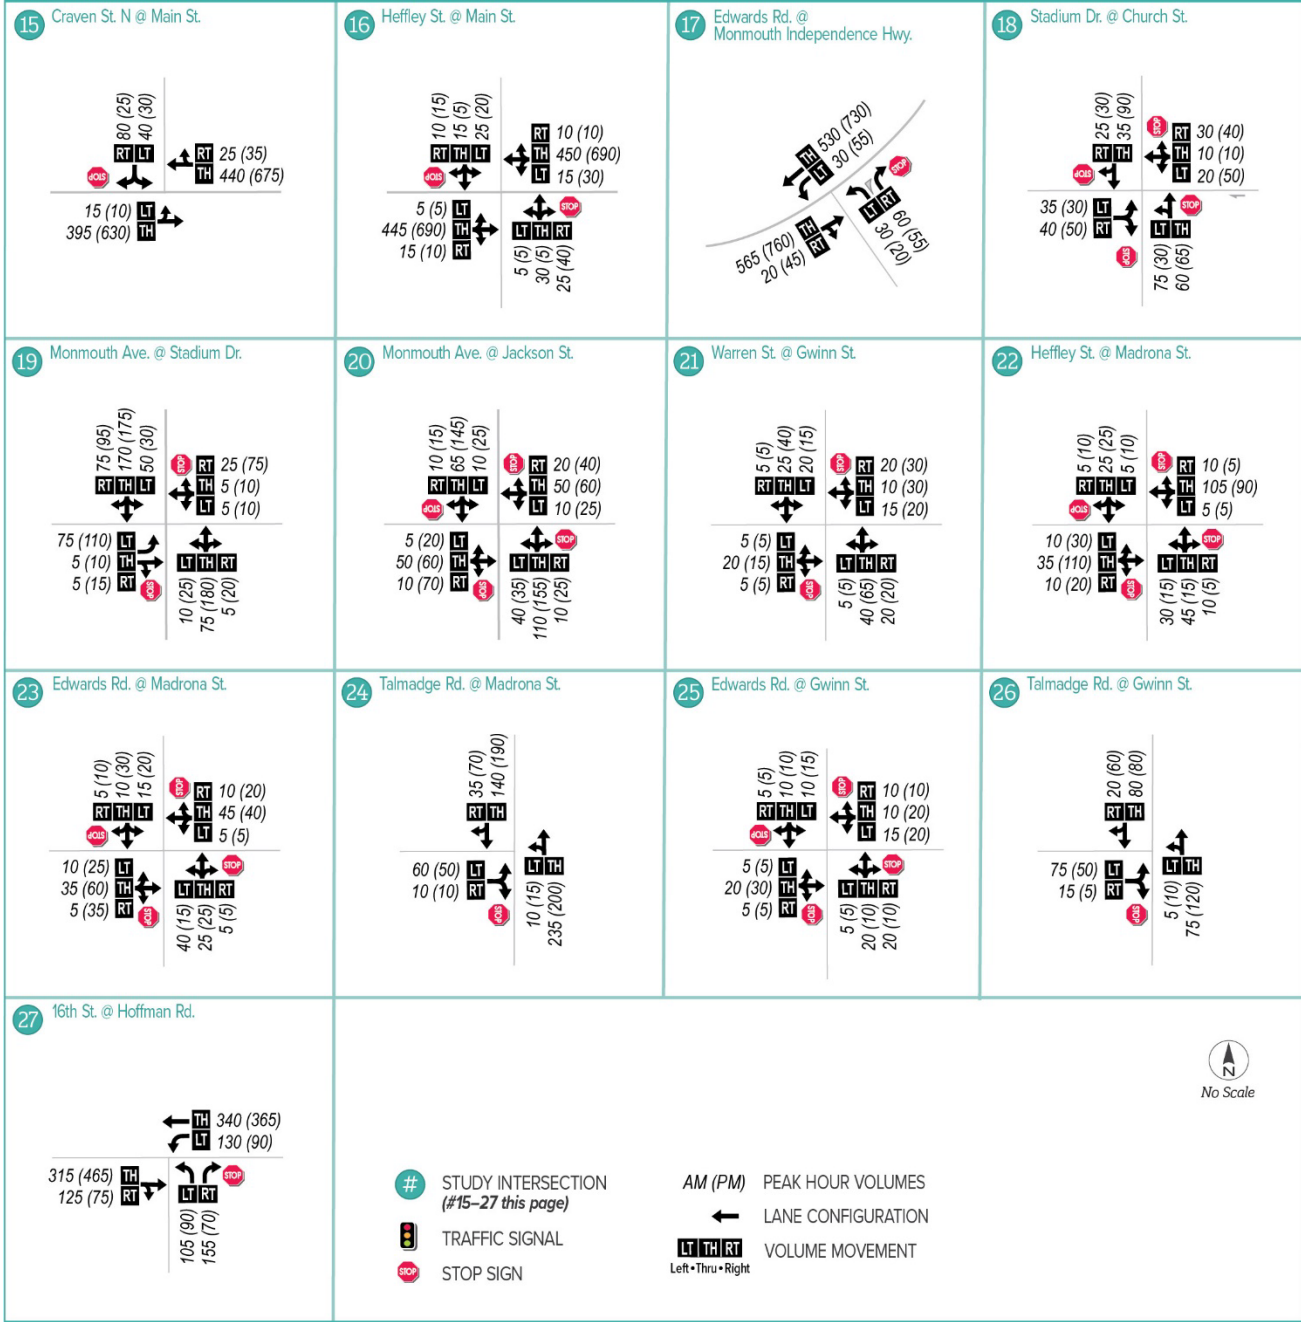 15 Craven St. N @ Main St.
80 (25)
40 (30)
RT LT
STOP
RT 25 (35)
TH 440 (675)
15 (10) LT
395 (630) TH
16 Heffley St. @ Main St.
10 (15)
15 (5)
25 (20)
RT TH LT
STOP
RT 10 (10)
TH 450 (690)
LT 15 (30)
5 (5) LT
445 (690) TH
15 (10) RT
STOP
LT TH RT
5 (5)
30 (5)
25 (40)
17 Edwards Rd. @
Monmouth Independence Hwy.
TH 530 (730)
LT 30 (55)
STOP
LT RT
60 (55)
30 (20)
565 (760) TH
20 (45) RT
18 Stadium Dr. @ Church St.
25 (30)
35 (90)
RT TH
STOP
STOP
RT 30 (40)
TH 10 (10)
LT 20 (50)
35 (30) LT
40 (50) RT
STOP
STOP
LT TH
75 (30)
60 (65)
19 Monmouth Ave. @ Stadium Dr.
75 (95)
170 (175)
50 (30)
RT TH LT
STOP
RT 25 (75)
TH 5 (10)
LT 5 (10)
75 (110) LT
5 (10) TH
5 (15) RT
STOP
LT TH RT
10 (25)
75 (180)
5 (20)
20 Monmouth Ave. @ Jackson St.
10 (15)
65 (145)
10 (25)
RT TH LT
STOP
STOP
RT 20 (40)
TH 50 (60)
LT 10 (25)
5 (20) LT
50 (60) TH
10 (70) RT
STOP
STOP
LT TH RT
40 (35)
110 (155)
10 (25)
21 Warren St. @ Gwinn St.
5 (5)
25 (40)
20 (15)
RT TH LT
STOP
RT 20 (30)
TH 10 (30)
LT 15 (20)
5 (5) LT
20 (15) TH
5 (5) RT
STOP
LT TH RT
5 (5)
40 (65)
20 (20)
22 Heffley St. @ Madrona St.
5 (10)
25 (25)
5 (10)
RT TH LT
STOP
STOP
RT 10 (5)
TH 105 (90)
LT 5 (5)
10 (30) LT
35 (110) TH
10 (20) RT
STOP
STOP
LT TH RT
30 (15)
45 (15)
10 (5)
23 Edwards Rd. @ Madrona St.
5 (10)
10 (30)
15 (20)
RT TH LT
STOP
STOP
RT 10 (20)
TH 45 (40)
LT 5 (5)
10 (25) LT
35 (60) TH
5 (35) RT
STOP
STOP
LT TH RT
40 (15)
25 (25)
5 (5)
24 Talmadge Rd. @ Madrona St.
35 (70)
140 (190)
RT TH
60 (50) LT
10 (10) RT
STOP
LT TH
10 (15)
235 (200)
25 Edwards Rd. @ Gwinn St.
5 (5)
10 (10)
10 (15)
RT TH LT
STOP
STOP
RT 10 (10)
TH 10 (20)
LT 15 (20)
5 (5) LT
20 (30) TH
5 (5) RT
STOP
STOP
LT TH RT
5 (5)
20 (10)
20 (10)
26 Talmadge Rd. @ Gwinn St.
20 (60)
80 (80)
RT TH
75 (50) LT
15 (5) RT
STOP
LT TH
5 (10)
75 (120)
27 16th St. @ Hoffman Rd.
TH 340 (365)
LT 130 (90)
315 (465) TH
125 (75) RT
STOP
LT RT
105 (90)
155 (70)
N
No Scale
# STUDY INTERSECTION
(#15–27 this page)
TRAFFIC SIGNAL
STOP STOP SIGN
AM (PM) PEAK HOUR VOLUMES
LANE CONFIGURATION
LT TH RT VOLUME MOVEMENT
Left•Thru•Right